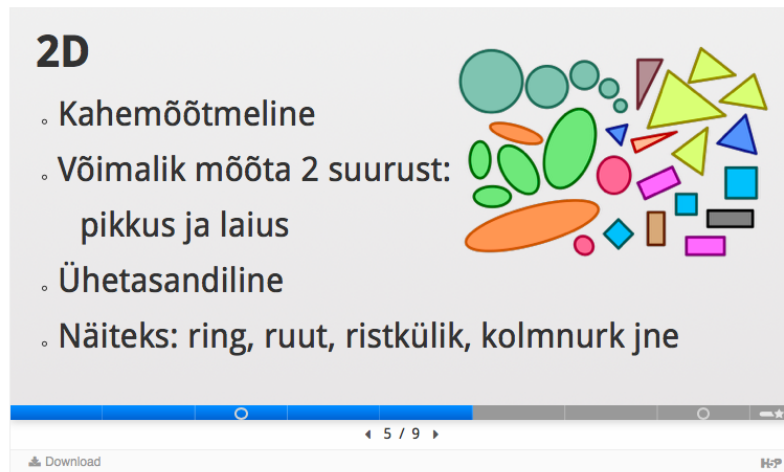 2D
Kahemõõtmeline
Võimalik mõõta 2 suurust:
pikkus ja laius
Ühetasandiline
Näiteks: ring, ruut, ristkülik, kolmnurk jne
5 / 9
Download
H5P